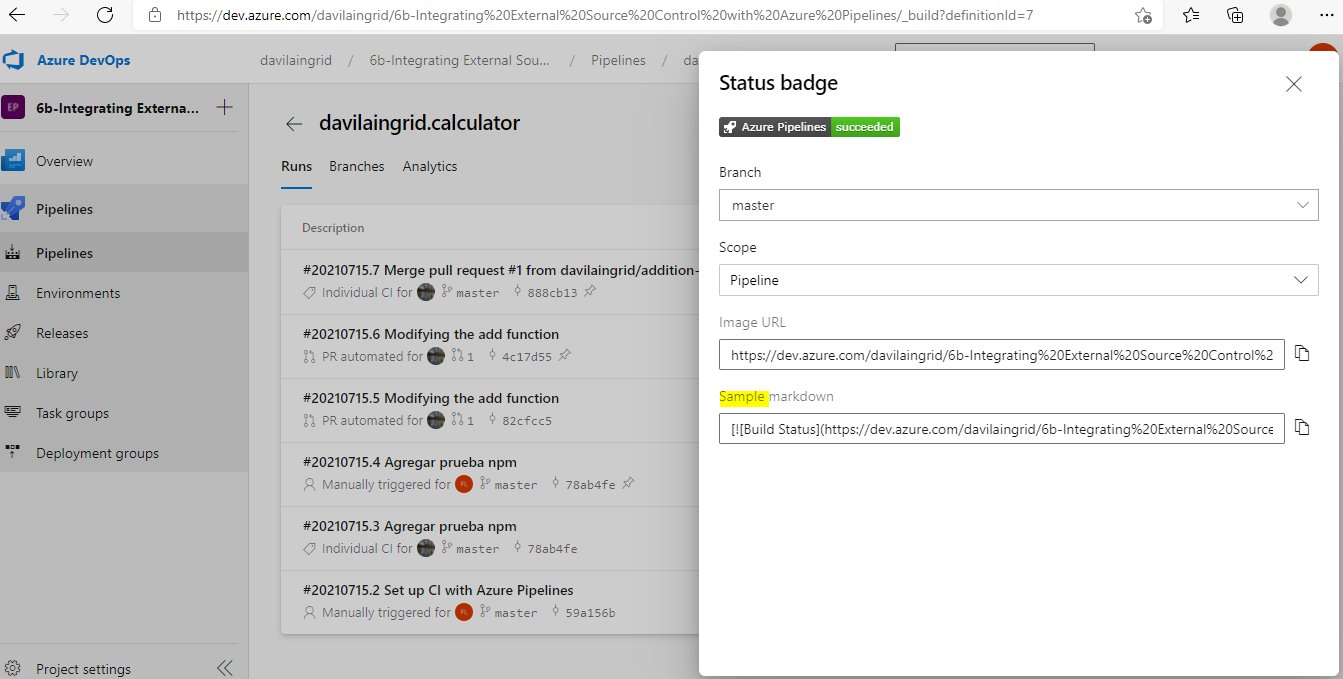 https://dev.azure.com/davilaingrid/6b-Integrating%20External%20Source%20Control%20with%20Azure%20Pipelines/_build?definitionId=7
Azure DevOps
davilaingrid / 6b-Integrating External Sou... / Pipelines / da
EP 6b-Integrating Externa...
Overview
Pipelines
Pipelines
Environments
Releases
Library
Task groups
Deployment groups
Project settings
davilaingrid.calculator
Runs Branches Analytics
Description
#20210715.7 Merge pull request #1 from davilaingrid/addition-
Individual CI for master 888cb13
#20210715.6 Modifying the add function
PR automated for 1 4c17d55
#20210715.5 Modifying the add function
PR automated for 1 82cfcc5
#20210715.4 Agregar prueba npm
Manually triggered for master 78ab4fe
#20210715.3 Agregar prueba npm
Individual CI for master 78ab4fe
#20210715.2 Set up CI with Azure Pipelines
Manually triggered for master 59a156b
Status badge
Azure Pipelines succeeded
Branch
master
Scope
Pipeline
Image URL
https://dev.azure.com/davilaingrid/6b-Integrating%20External%20Source%20Control%2
Sample markdown
[![Build Status](https://dev.azure.com/davilaingrid/6b-Integrating%20External%20Source